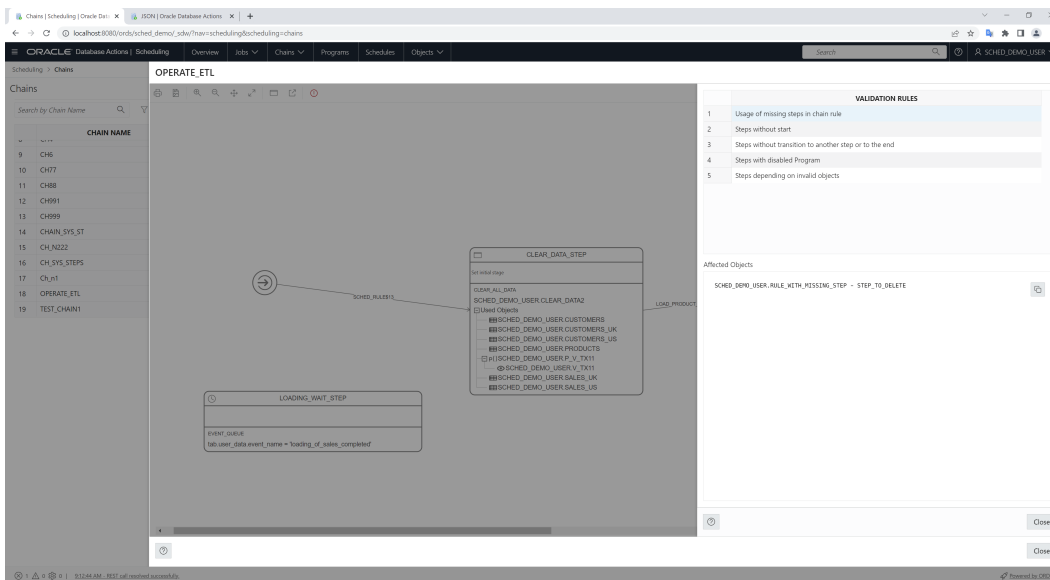 Chains | Scheduling | Oracle Data
JSON | Oracle Database Actions
localhost:8080/ords/sched_demo/_sdw/?nav=scheduling&scheduling=chains
ORACLE Database Actions | Scheduling
Overview
Jobs
Chains
Programs
Schedules
Objects
Search
SCHED_DEMO_USER
Scheduling > Chains
OPERATE_ETL
Chains
Search by Chain Name
CHAIN NAME
9 CH6
10 CH77
11 CH88
12 CH991
13 CH999
14 CHAIN_SYS_ST
15 CH_N222
16 CH_SYS_STEPS
17 Ch_n1
18 OPERATE_ETL
19 TEST_CHAIN1
SCHED_RULE$15
CLEAR_DATA_STEP
Set initial stage
CLEAR_ALL_DATA
SCHED_DEMO_USER.CLEAR_DATA2
Used Objects
SCHED_DEMO_USER.CUSTOMERS
SCHED_DEMO_USER.CUSTOMERS_UK
SCHED_DEMO_USER.CUSTOMERS_US
SCHED_DEMO_USER.PRODUCTS
SCHED_DEMO_USER.P_V_TX11
SCHED_DEMO_USER.V_TX11
SCHED_DEMO_USER.SALES_UK
SCHED_DEMO_USER.SALES_US
LOAD_PRODUCT
LOADING_WAIT_STEP
EVENT_QUEUE
tab.user_data.event_name = 'loading_of_sales_completed'
VALIDATION RULES
1 Usage of missing steps in chain rule
2 Steps without start
3 Steps without transition to another step or to the end
4 Steps with disabled Program
5 Steps depending on invalid objects
Affected Objects
SCHED_DEMO_USER.RULE_WITH_MISSING_STEP - STEP_TO_DELETE
Close
Close
1 0 0 | 9:12:44 AM - REST call resolved successfully.
Powered by ORDS